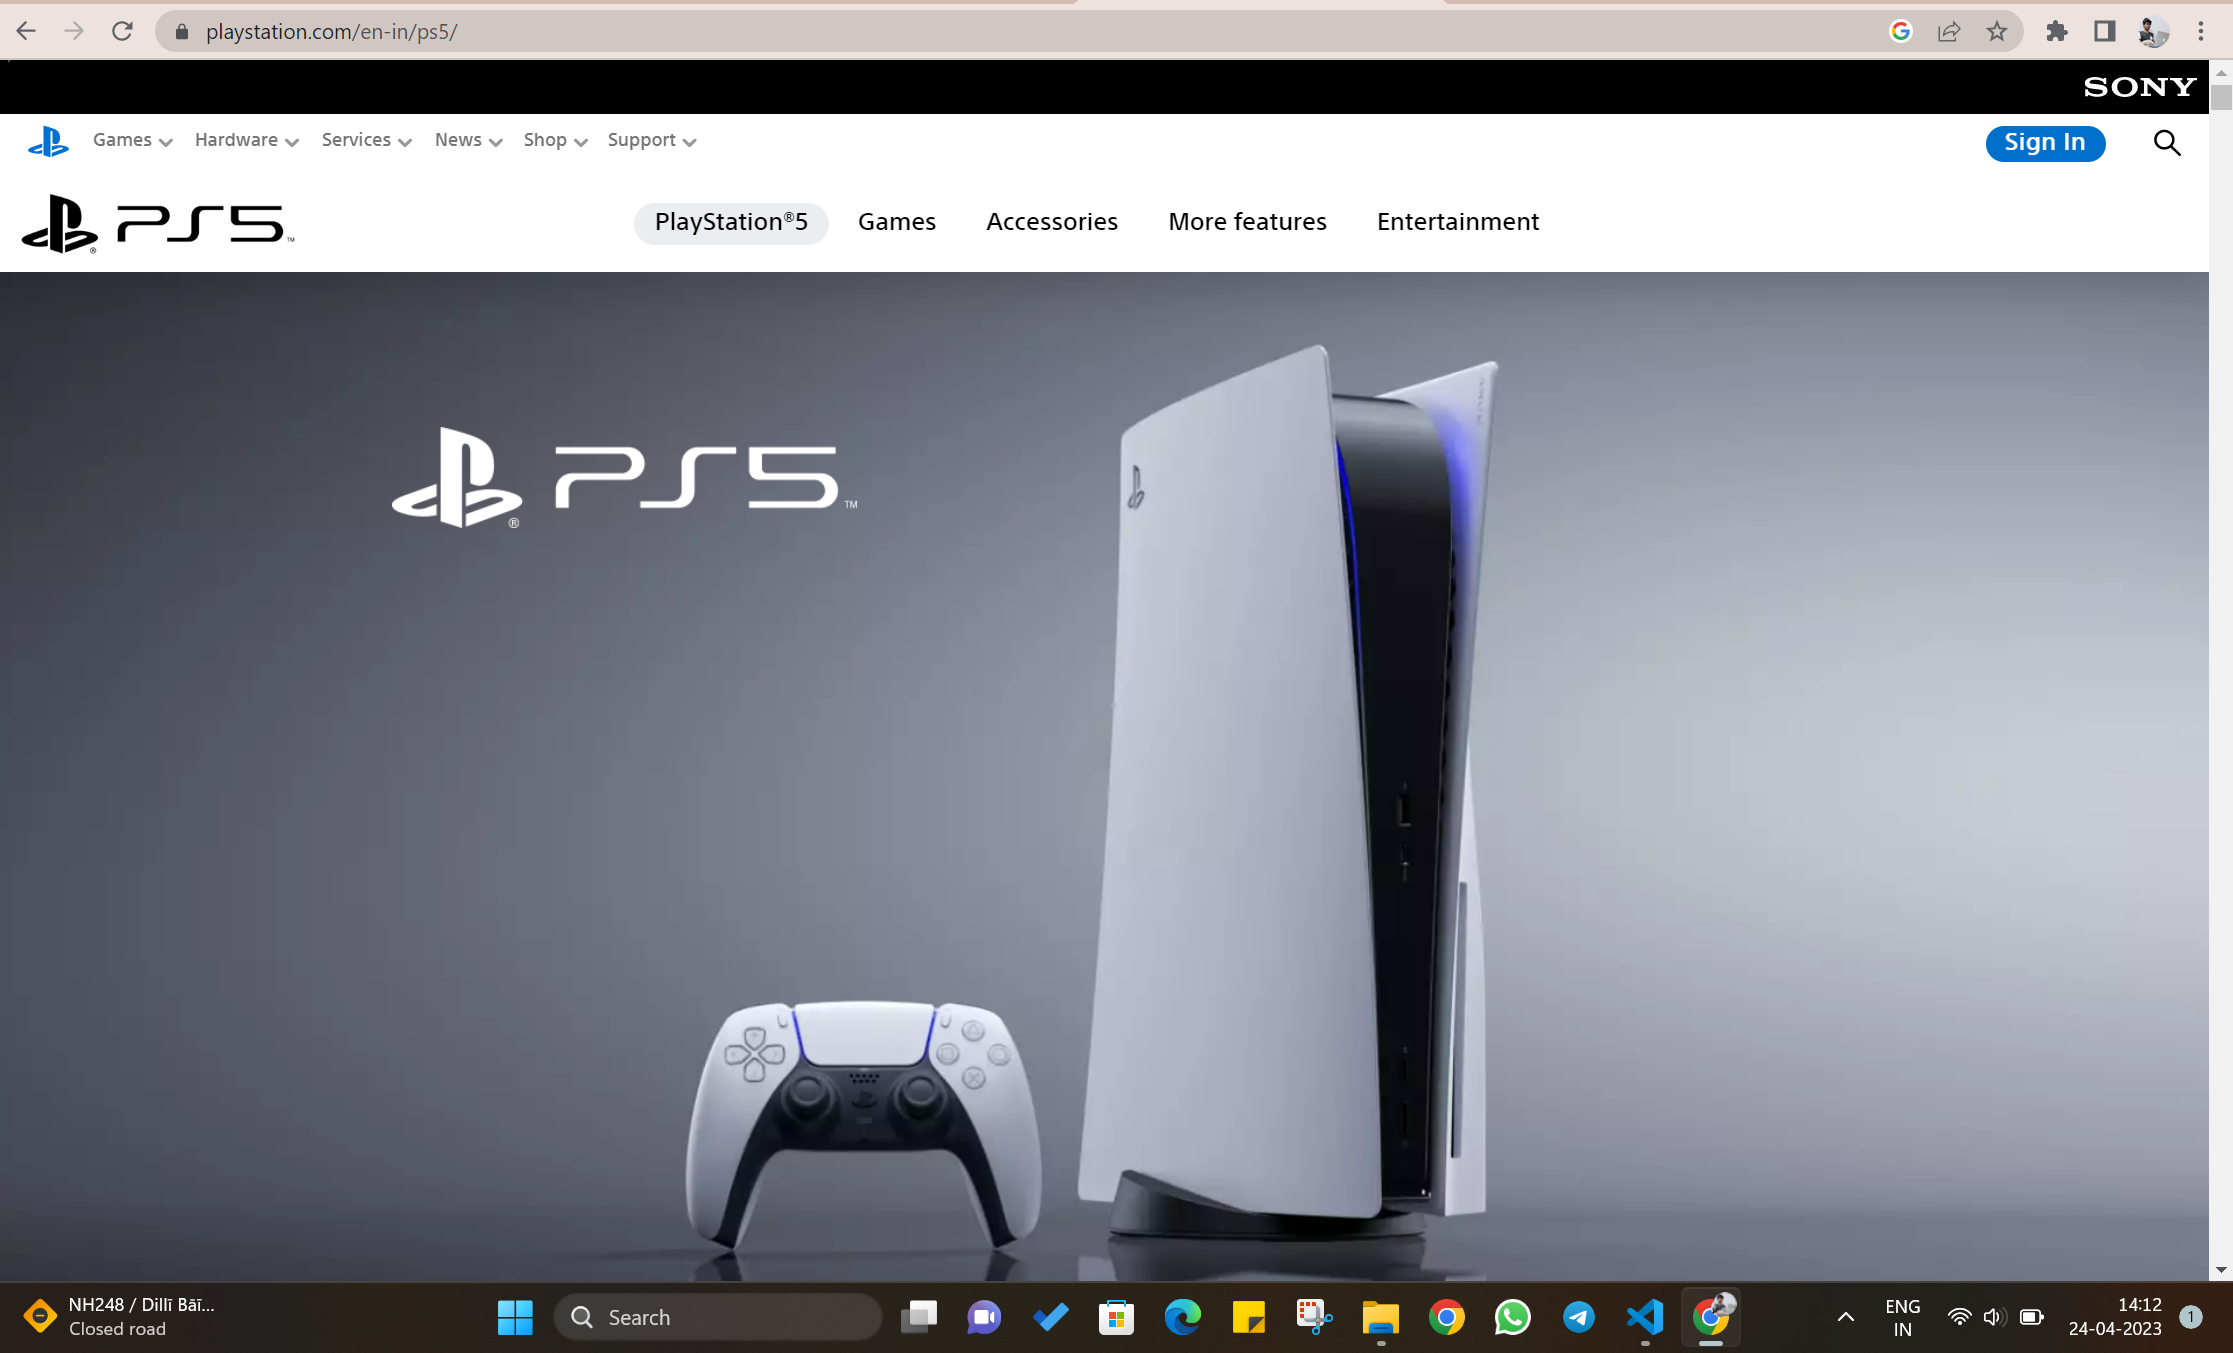 playstation.com/en-in/ps5/
SONY
Games Hardware Services News Shop Support Sign In
PS5™ PlayStation®5 Games Accessories More features Entertainment
PS5™
NH248 / Dillī Bāī...
Closed road
Search
ENG
IN
14:12
24-04-2023
1